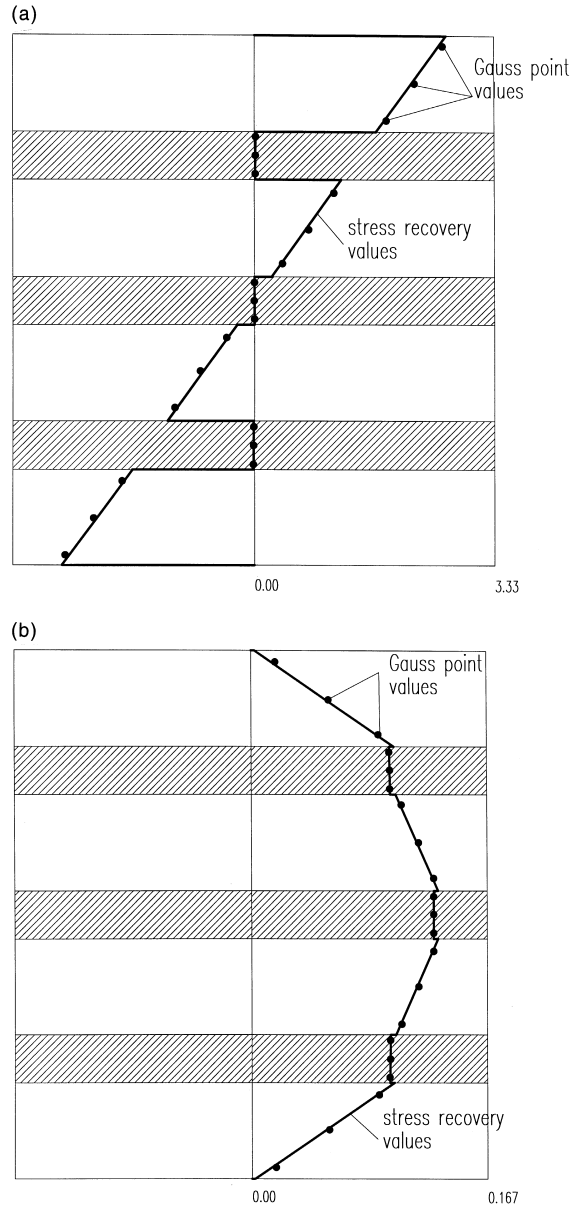 (a)
Gauss point
values
stress recovery
values
0.00 3.33
(b)
Gauss point
values
stress recovery
values
0.00 0.167